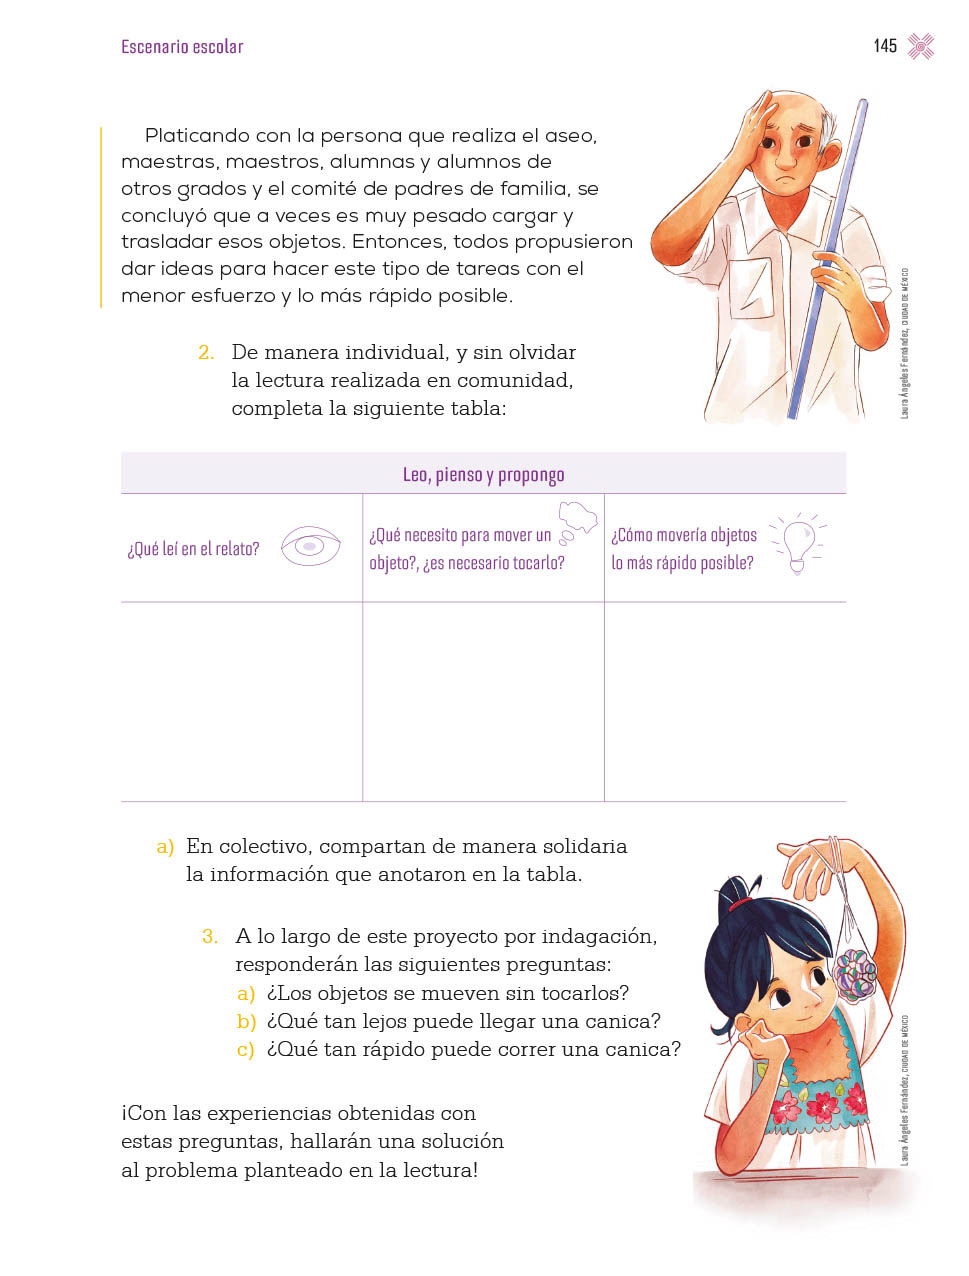 Escenario escolar
145
Platicando con la persona que realiza el aseo,
maestras, maestros, alumnas y alumnos de
otros grados y el comité de padres de familia, se
concluyó que a veces es muy pesado cargar y
trasladar esos objetos. Entonces, todos propusieron
dar ideas para hacer este tipo de tareas con el
menor esfuerzo y lo más rápido posible.
Laura Ángeles Fernández, CIUDAD DE MÉXICO
2. De manera individual, y sin olvidar
la lectura realizada en comunidad,
completa la siguiente tabla:
Leo, pienso y propongo
¿Qué leí en el relato?
¿Qué necesito para mover un
objeto?, ¿es necesario tocarlo?
¿Cómo movería objetos
lo más rápido posible?
a) En colectivo, compartan de manera solidaria
la información que anotaron en la tabla.
3. A lo largo de este proyecto por indagación,
responderán las siguientes preguntas:
a) ¿Los objetos se mueven sin tocarlos?
b) ¿Qué tan lejos puede llegar una canica?
c) ¿Qué tan rápido puede correr una canica?
¡Con las experiencias obtenidas con
estas preguntas, hallarán una solución
al problema planteado en la lectura!
Laura Ángeles Fernández, CIUDAD DE MÉXICO